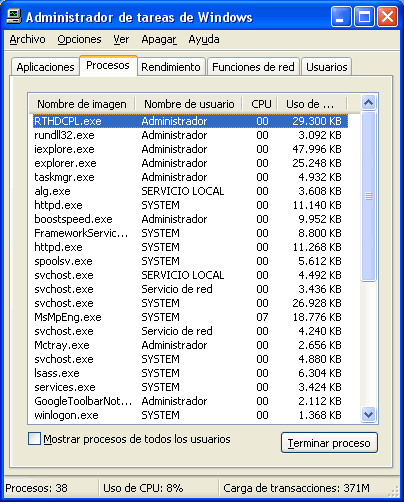 Administrador de tareas de Windows
Archivo Opciones Ver Apagar Ayuda
Aplicaciones Procesos Rendimiento Funciones de red Usuarios
Nombre de imagen Nombre de usuario CPU Uso de ...
RTHDCPL.exe Administrador 00 29.300 KB
rundll32.exe Administrador 00 3.092 KB
iexplore.exe Administrador 00 47.996 KB
explorer.exe Administrador 00 25.248 KB
taskmgr.exe Administrador 00 4.932 KB
alg.exe SERVICIO LOCAL 00 3.608 KB
httpd.exe SYSTEM 00 11.140 KB
boostspeed.exe Administrador 00 9.952 KB
FrameworkServic... SYSTEM 00 8.800 KB
httpd.exe SYSTEM 00 11.268 KB
spoolsv.exe SYSTEM 00 5.612 KB
svchost.exe SERVICIO LOCAL 00 4.492 KB
svchost.exe Servicio de red 00 3.436 KB
svchost.exe SYSTEM 00 26.928 KB
MsMpEng.exe SYSTEM 07 18.776 KB
svchost.exe Servicio de red 00 4.240 KB
Mctray.exe Administrador 00 2.656 KB
svchost.exe SYSTEM 00 4.880 KB
lsass.exe SYSTEM 00 6.304 KB
services.exe SYSTEM 00 3.424 KB
GoogleToolbarNot... Administrador 00 2.112 KB
winlogon.exe SYSTEM 00 1.368 KB
Mostrar procesos de todos los usuarios
Terminar proceso
Procesos: 38 Uso de CPU: 8% Carga de transacciones: 371M